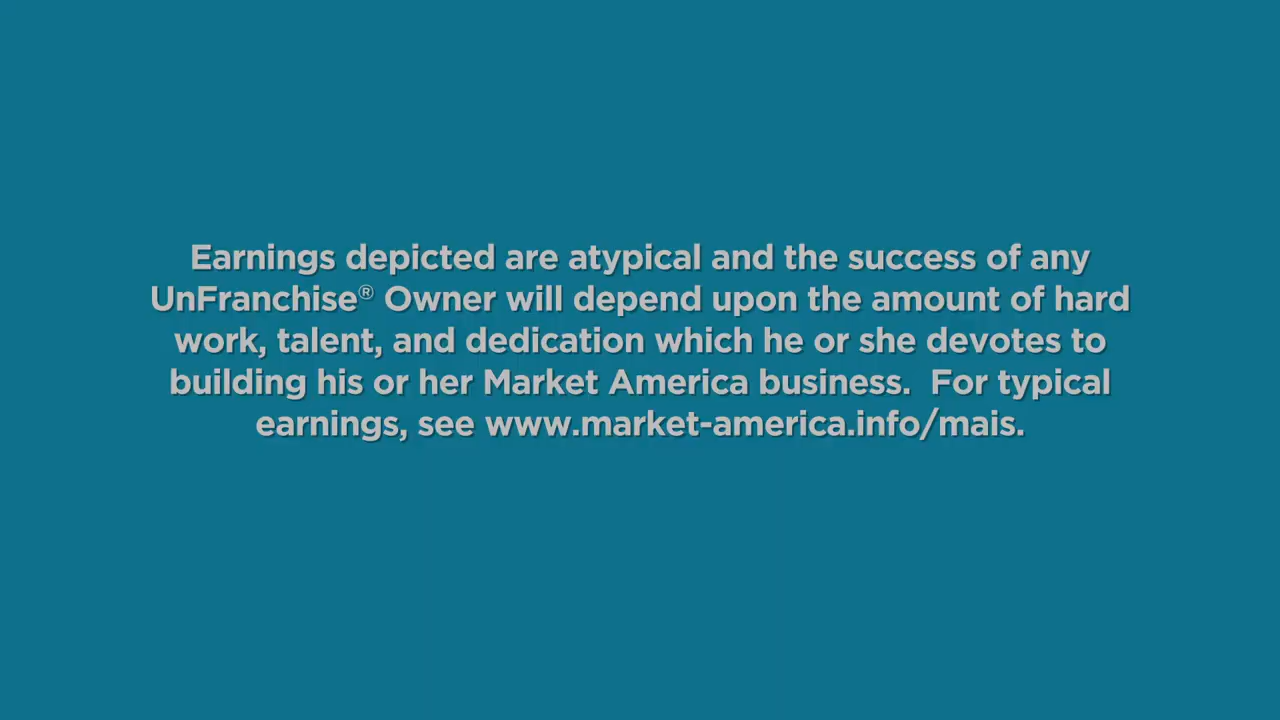 Earnings depicted are atypical and the success of any
UnFranchise® Owner will depend upon the amount of hard
work, talent, and dedication which he or she devotes to
building his or her Market America business.  For typical
earnings, see www.market-america.info/mais.